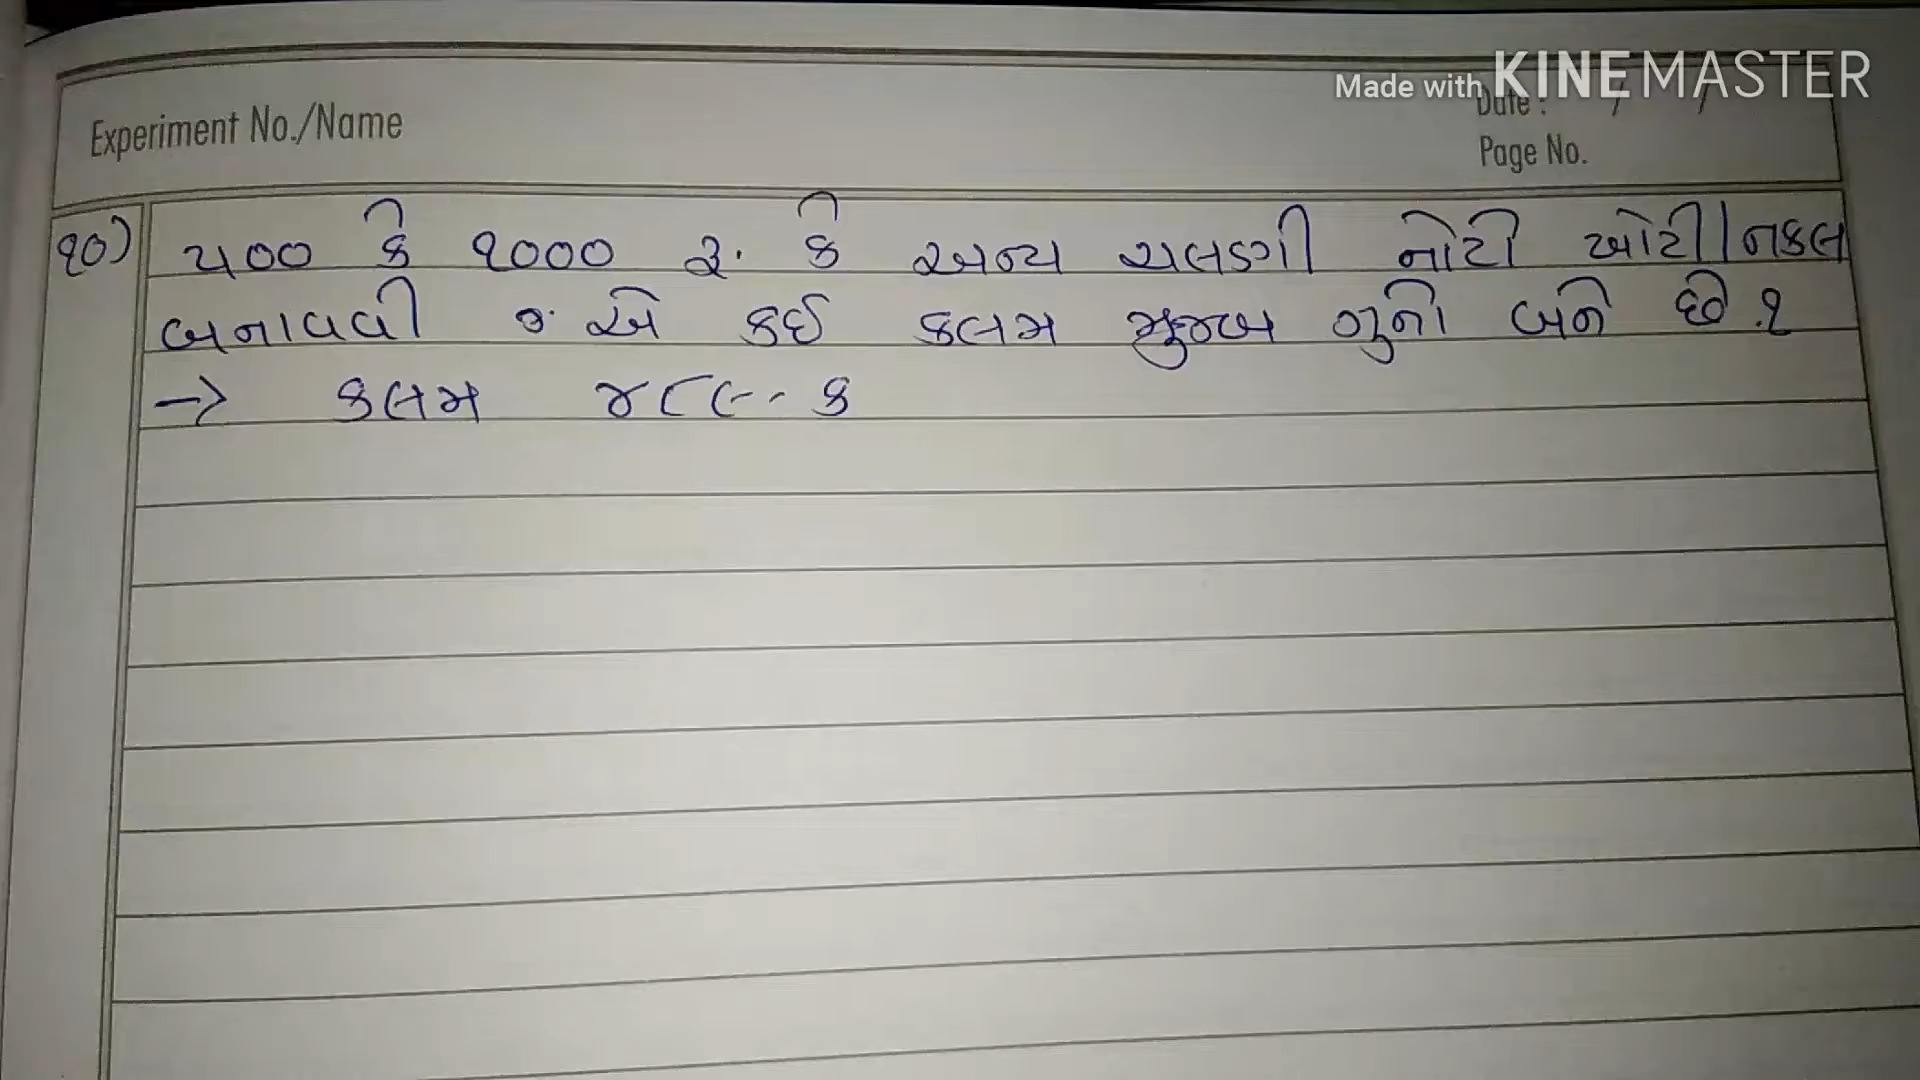 Made with KINEMASTER
Experiment No./Name
Date : / /
Page No.
૧૦) ૫૦૦ કે ૧૦૦૦ રૂ. કે અન્ય ચલણી નોટો ખોટી/નકલ
બનાવવી જ. એ કઈ કલમ મુજબ ગુનો બને છે.?
→ કલમ ૪૮૯-ક